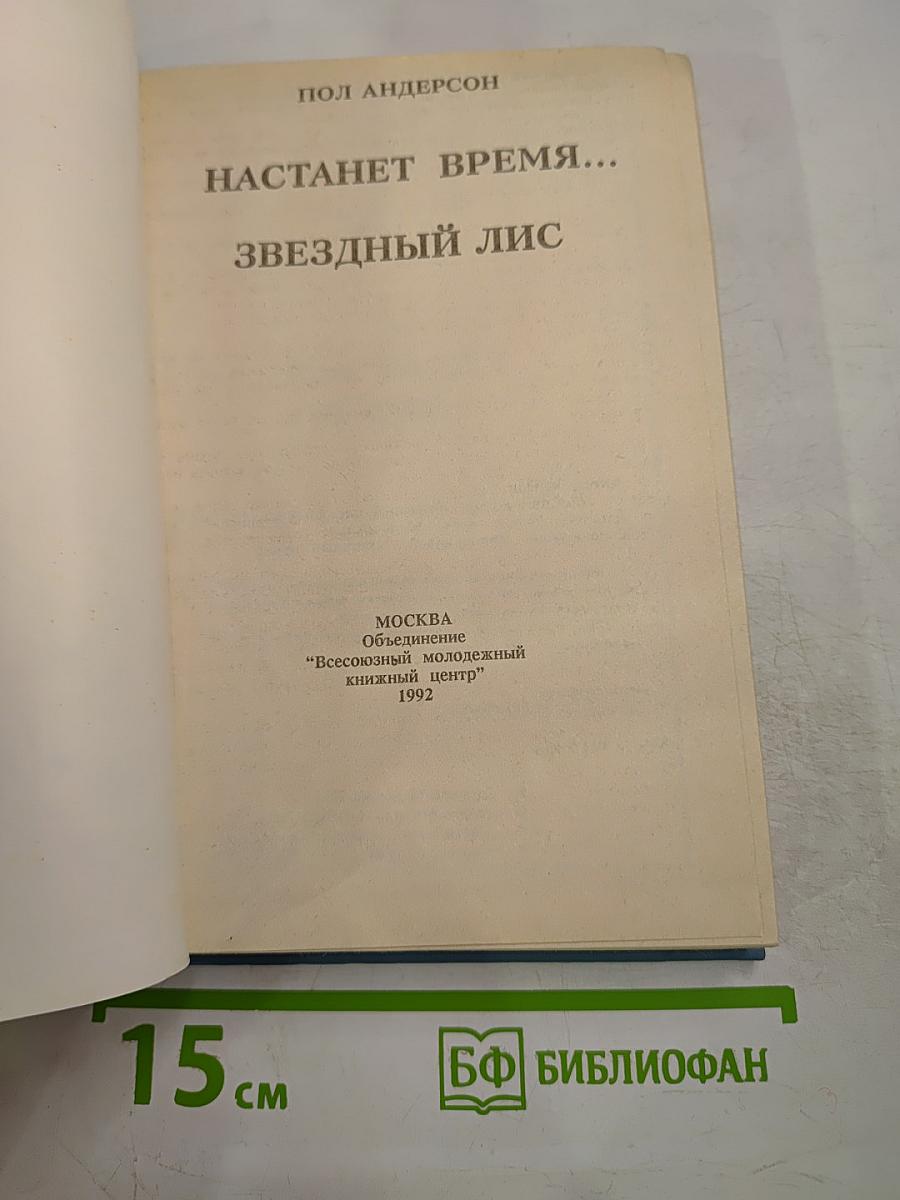 ПОЛ АНДЕРСОН
НАСТАНЕТ ВРЕМЯ...
ЗВЕЗДНЫЙ ЛИС
МОСКВА
Объединение
“Всесоюзный молодежный
книжный центр”
1992
15 см
БФ БИБЛИОФАН